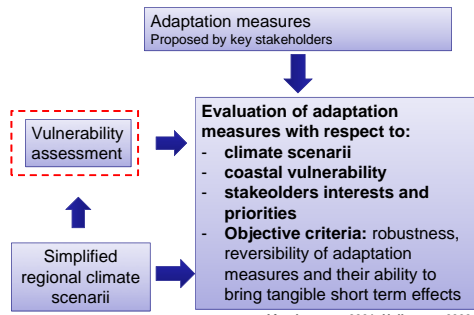 Adaptation measures
Proposed by key stakeholders
Vulnerability
assessment
Evaluation of adaptation
measures with respect to:
- climate scenario
- coastal vulnerability
- stakeolders interests and
priorities
- Objective criteria: robustness,
reversibility of adaptation
measures and their ability to
bring tangible short term effects
Simplified
regional climate
scenario